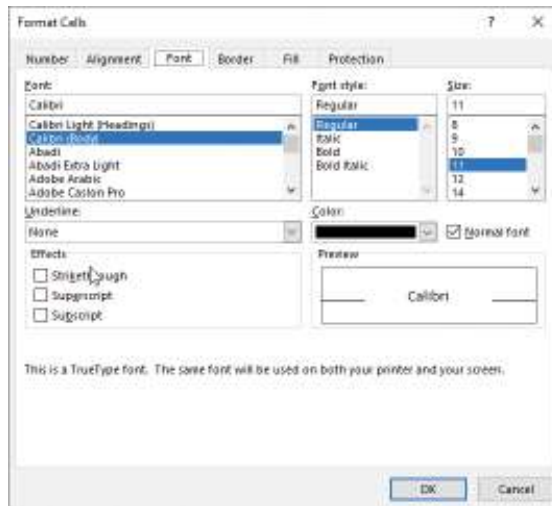 Format Cells ? ×
Number Alignment Font Border Fill Protection
Font: Font style: Size:
Calibri Regular 11
Calibri Light (Headings) Regular 8
Calibri (Body) Italic 9
Abadi Bold 10
Abadi Extra Light Bold Italic 11
Adobe Arabic 12
Adobe Caslon Pro 14
Underline: Color:
None Normal font
Effects Preview
Strikethrough
Superscript Calibri
Subscript
This is a TrueType font. The same font will be used on both your printer and your screen.
OK Cancel